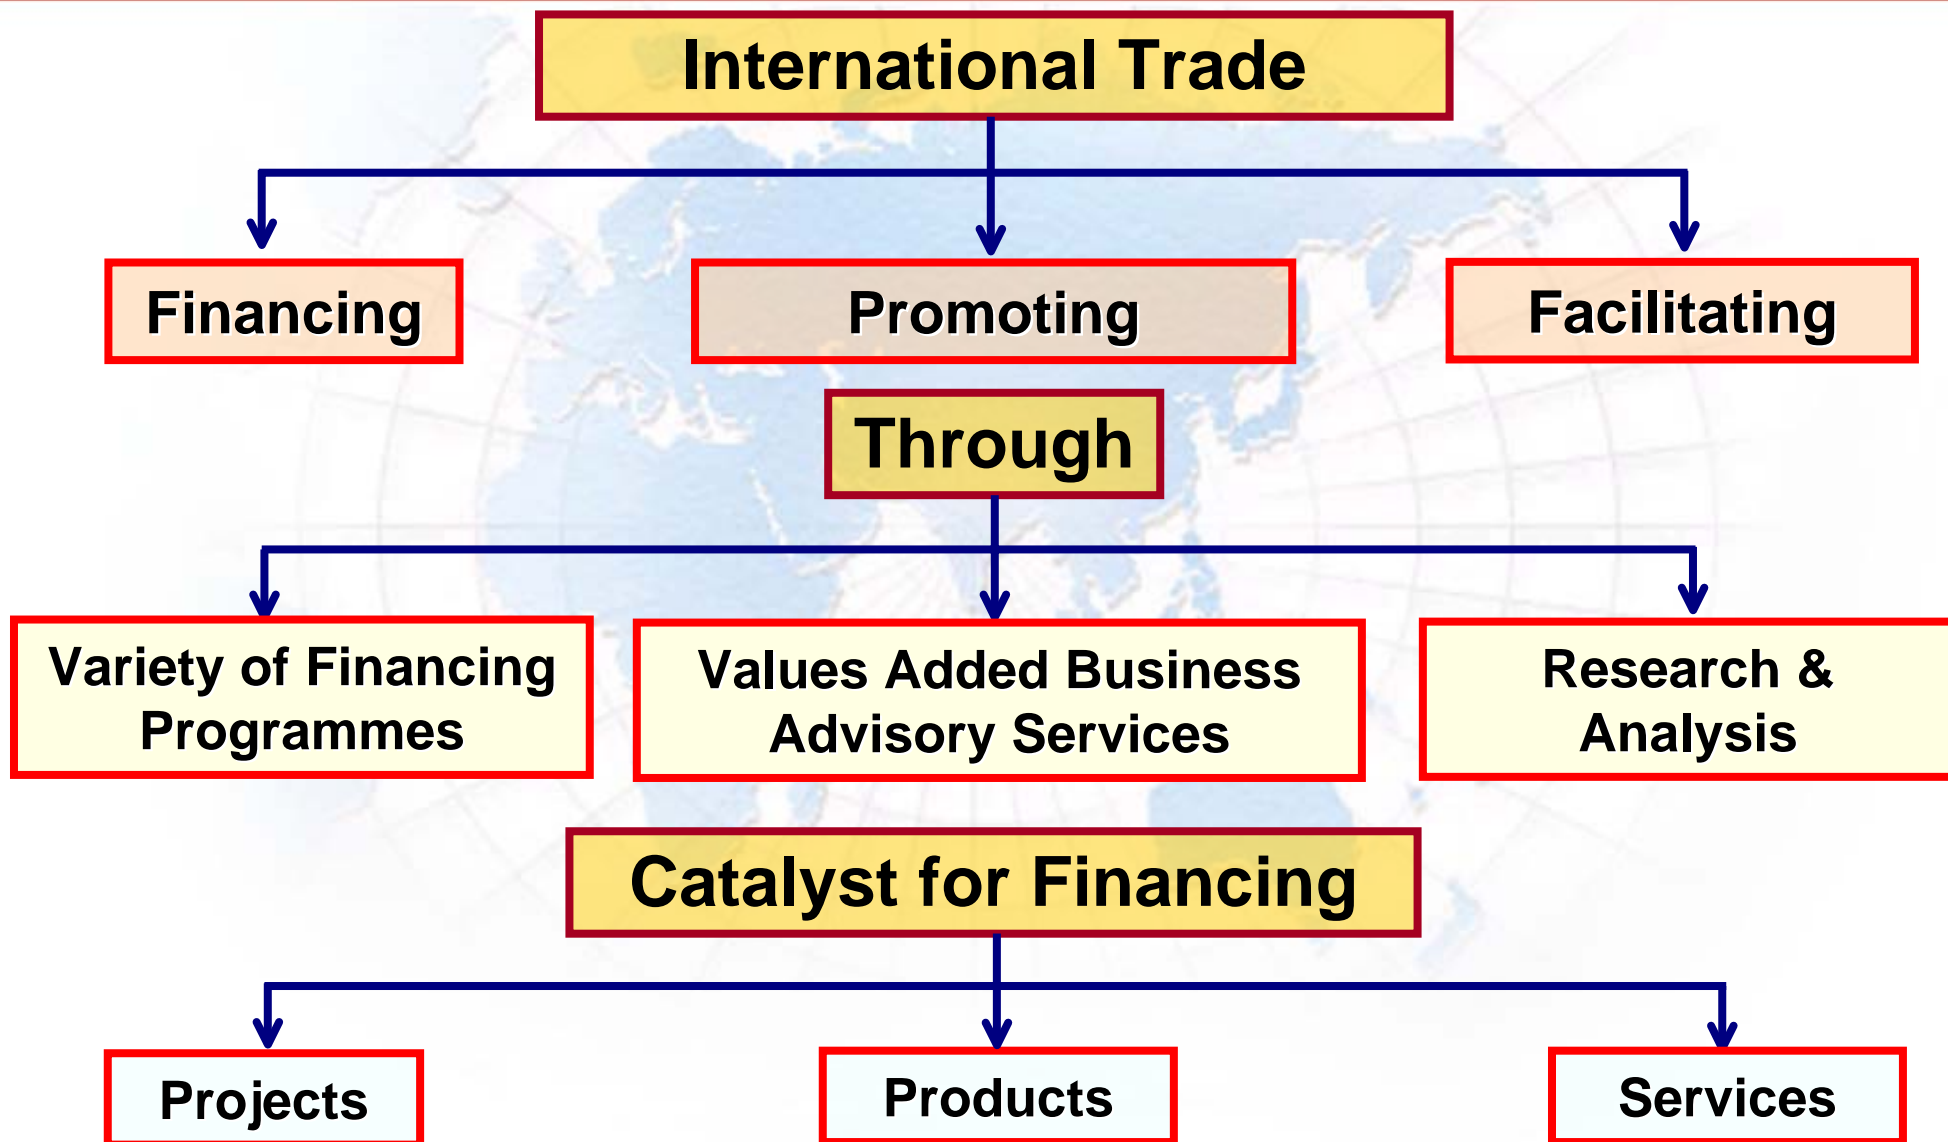 International Trade
Financing
Promoting
Facilitating
Through
Variety of Financing
Programmes
Values Added Business
Advisory Services
Research &
Analysis
Catalyst for Financing
Projects
Products
Services